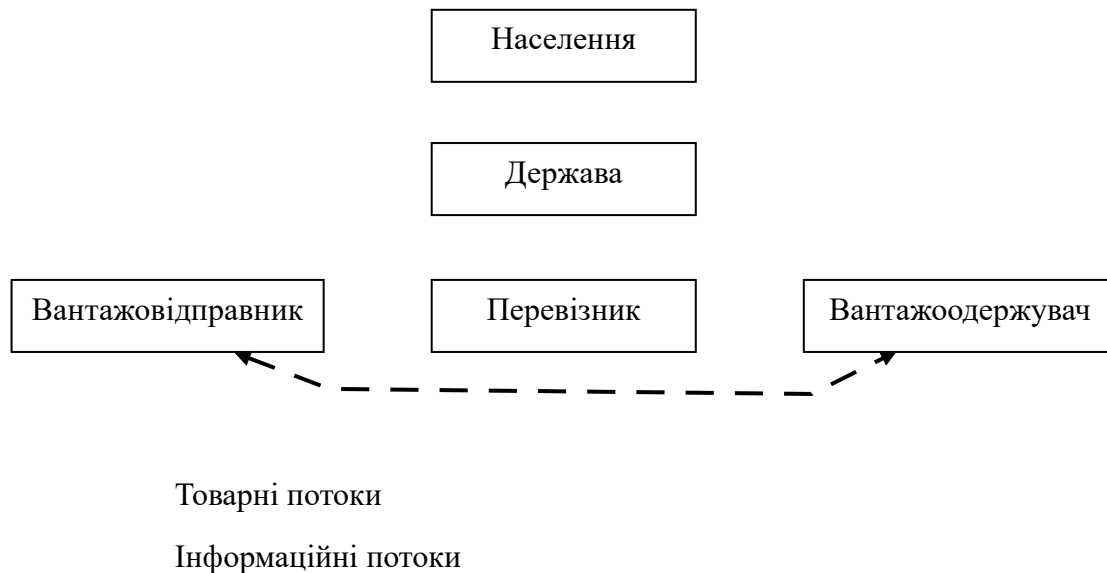 Населення
Держава
Вантажовідправник Перевізник Вантажоодержувач
Товарні потоки
Інформаційні потоки